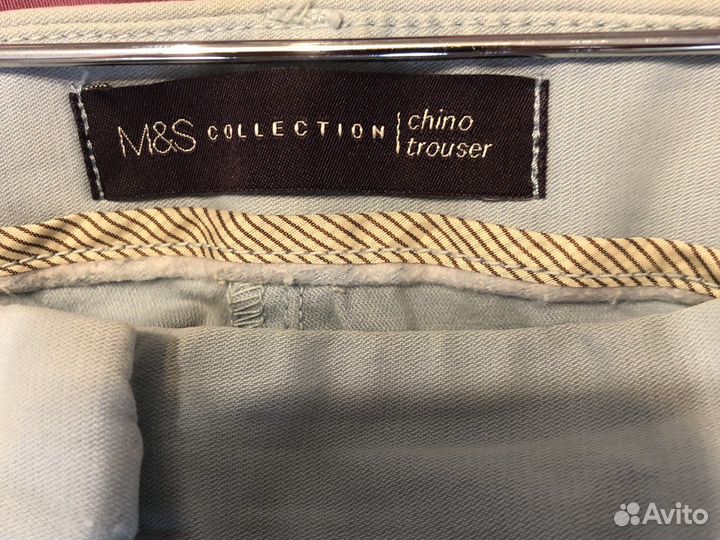 M&S COLLECTION | chino
trouser
Avito